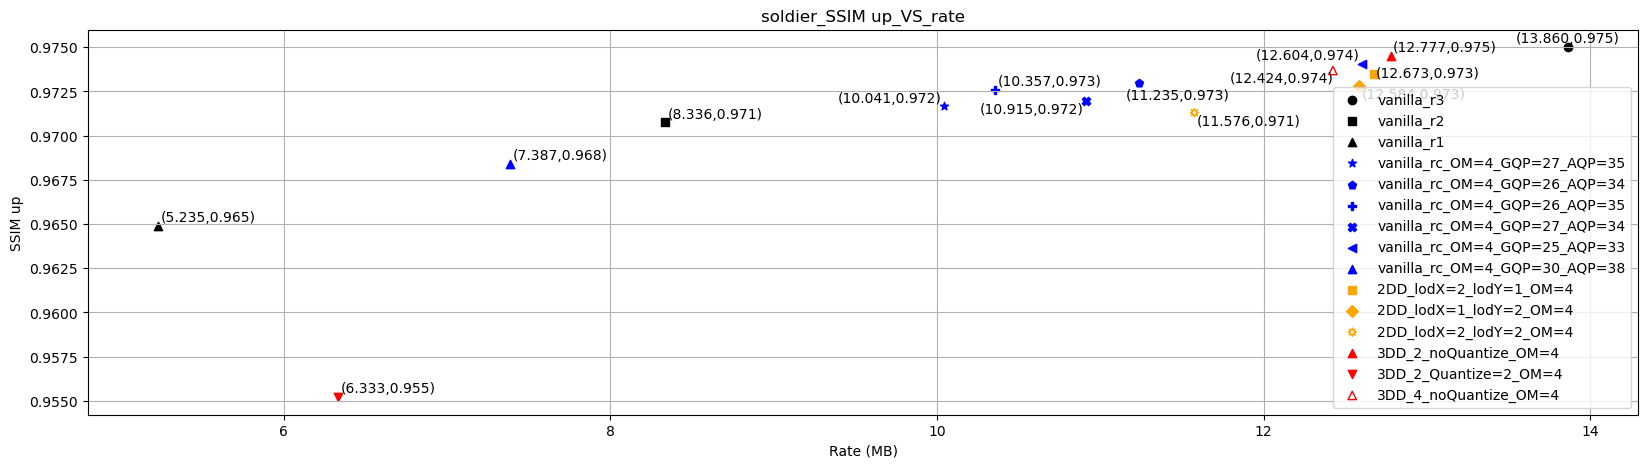 soldier_SSIM up_VS_rate
SSIM up
0.9750
0.9725
0.9700
0.9675
0.9650
0.9625
0.9600
0.9575
0.9550
(13.860,0.975)
(12.777,0.975)
(12.604,0.974)
(12.673,0.973)
(12.424,0.974)
(10.357,0.973)
(12.584,0.973)
(11.235,0.973)
(10.041,0.972)
(10.915,0.972)
(8.336,0.971)
(11.576,0.971)
(7.387,0.968)
(5.235,0.965)
(6.333,0.955)
vanilla_r3
vanilla_r2
vanilla_r1
vanilla_rc_OM=4_GQP=27_AQP=35
vanilla_rc_OM=4_GQP=26_AQP=34
vanilla_rc_OM=4_GQP=26_AQP=35
vanilla_rc_OM=4_GQP=27_AQP=34
vanilla_rc_OM=4_GQP=25_AQP=33
vanilla_rc_OM=4_GQP=30_AQP=38
2DD_lodX=2_lodY=1_OM=4
2DD_lodX=1_lodY=2_OM=4
2DD_lodX=2_lodY=2_OM=4
3DD_2_noQuantize_OM=4
3DD_2_Quantize=2_OM=4
3DD_4_noQuantize_OM=4
6
8
10
12
14
Rate (MB)